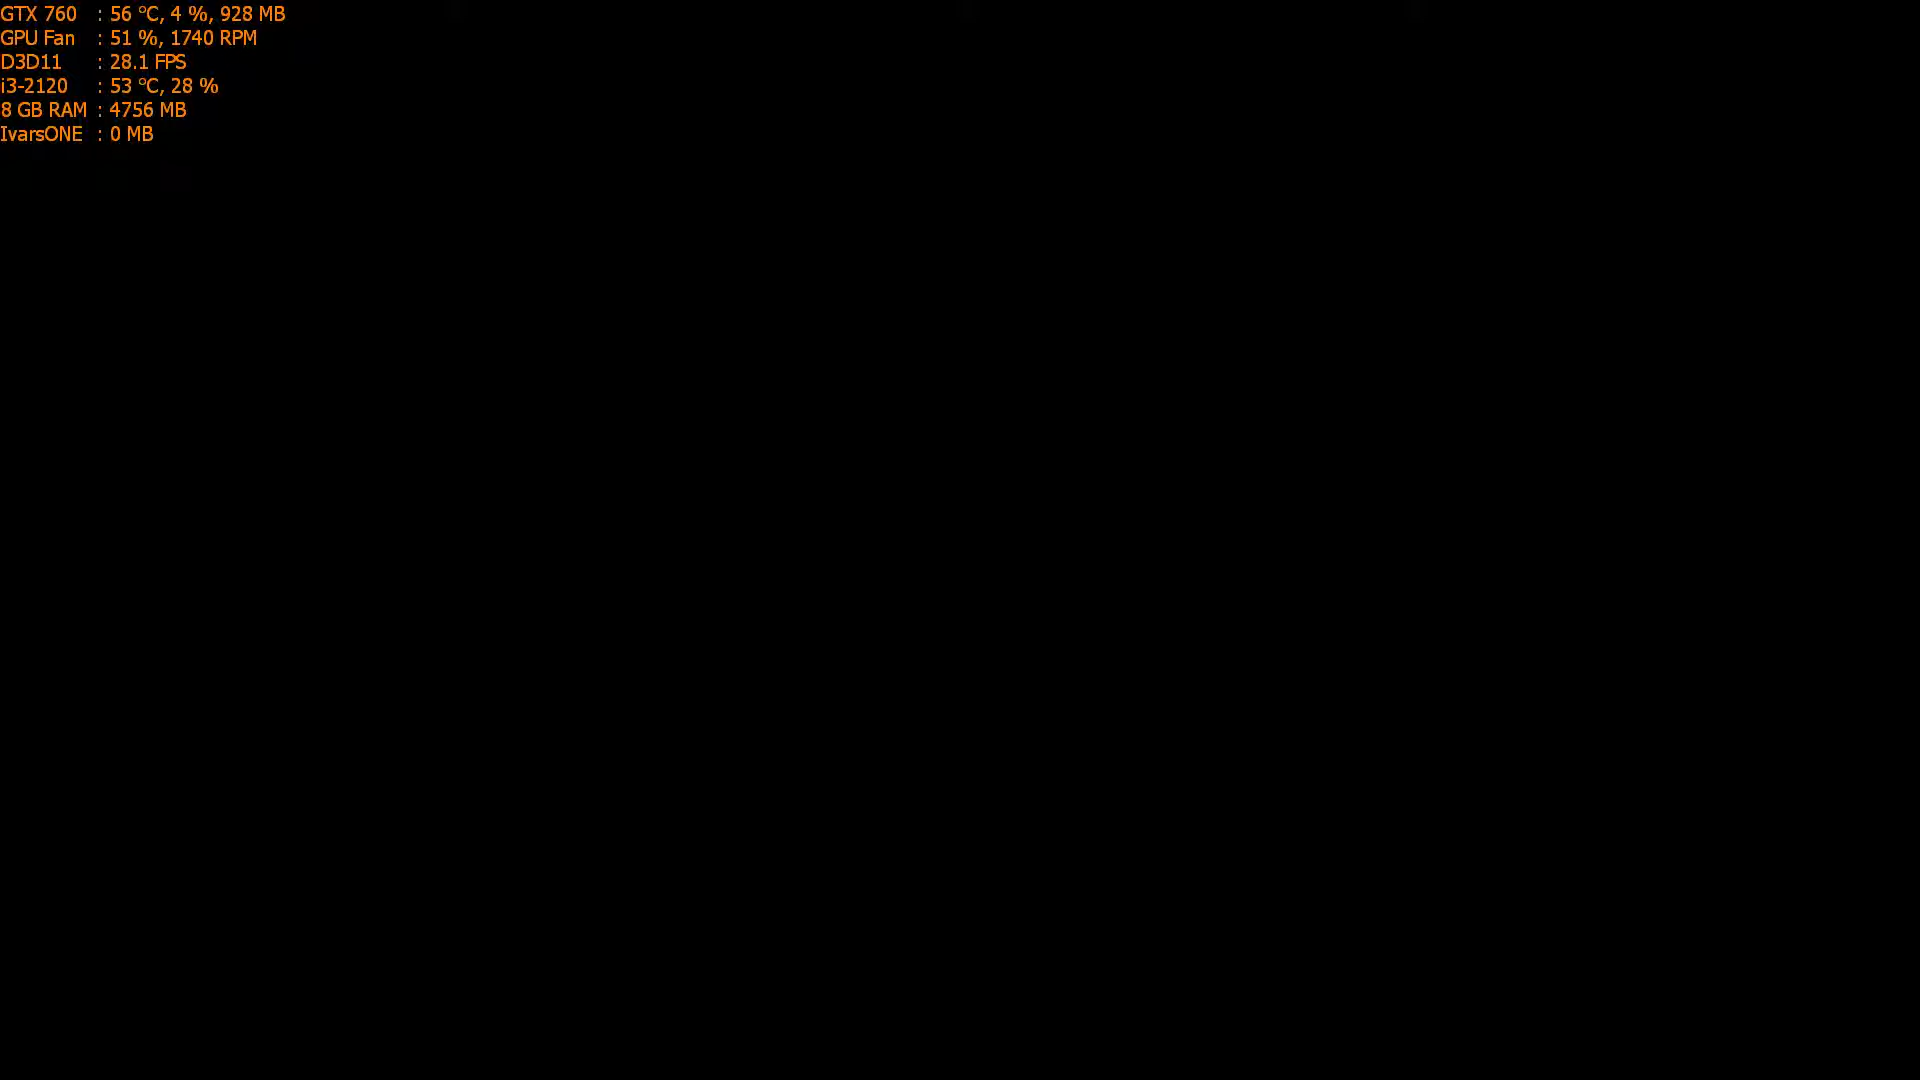 GTX 760 : 56 °C, 4 %, 928 MB
GPU Fan : 51 %, 1740 RPM
D3D11 : 28.1 FPS
i3-2120 : 53 °C, 28 %
8 GB RAM : 4756 MB
IvarsONE : 0 MB